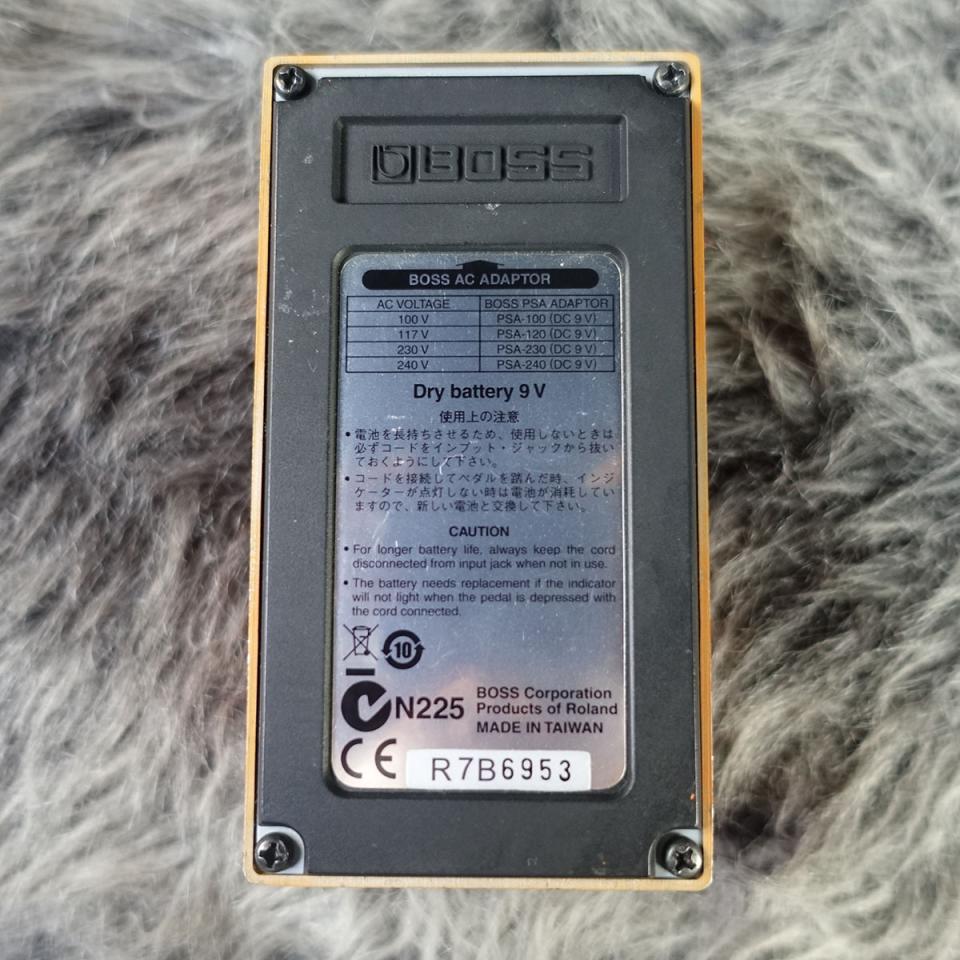 BOSS
BOSS AC ADAPTOR
AC VOLTAGE BOSS PSA ADAPTOR
100 V PSA-100 (DC 9 V)
117 V PSA-120 (DC 9 V)
230 V PSA-230 (DC 9 V)
240 V PSA-240 (DC 9 V)
Dry battery 9 V
使用上の注意
• 電池を長持ちさせるため、使用しないときは
必ずコードをインプット・ジャックから抜い
ておくようにして下さい。
• コードを接続してペダルを踏んだ時、インジ
ケーターが点灯しない時は電池が消耗してい
ますので、新しい電池と交換して下さい。
CAUTION
• For longer battery life, always keep the cord
disconnected from input jack when not in use.
• The battery needs replacement if the indicator
will not light when the pedal is depressed with
the cord connected.
10
N225
BOSS Corporation
Products of Roland
MADE IN TAIWAN
CE
R7B6953